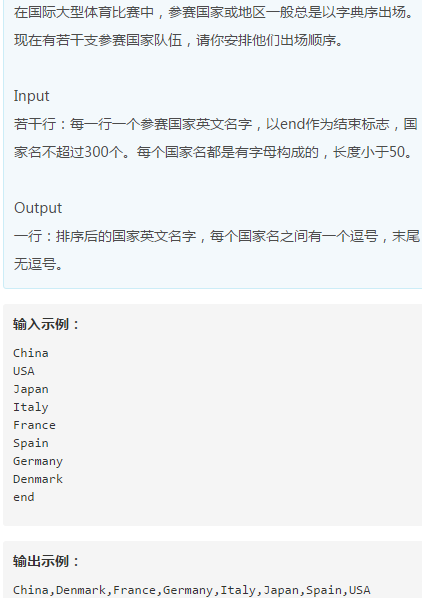 在国际大型体育比赛中，参赛国家或地区一般总是以字典序出场。
现在有若干支参赛国家队伍，请你安排他们出场顺序。
Input
若干行：每一行一个参赛国家英文名字，以end作为结束标志，国
家名不超过300个。每个国家名都是有字母构成的，长度小于50。
Output
一行：排序后的国家英文名字，每个国家名之间有一个逗号，末尾
无逗号。
输入示例：
China
USA
Japan
Italy
France
Spain
Germany
Denmark
end
输出示例：
China,Denmark,France,Germany,Italy,Japan,Spain,USA